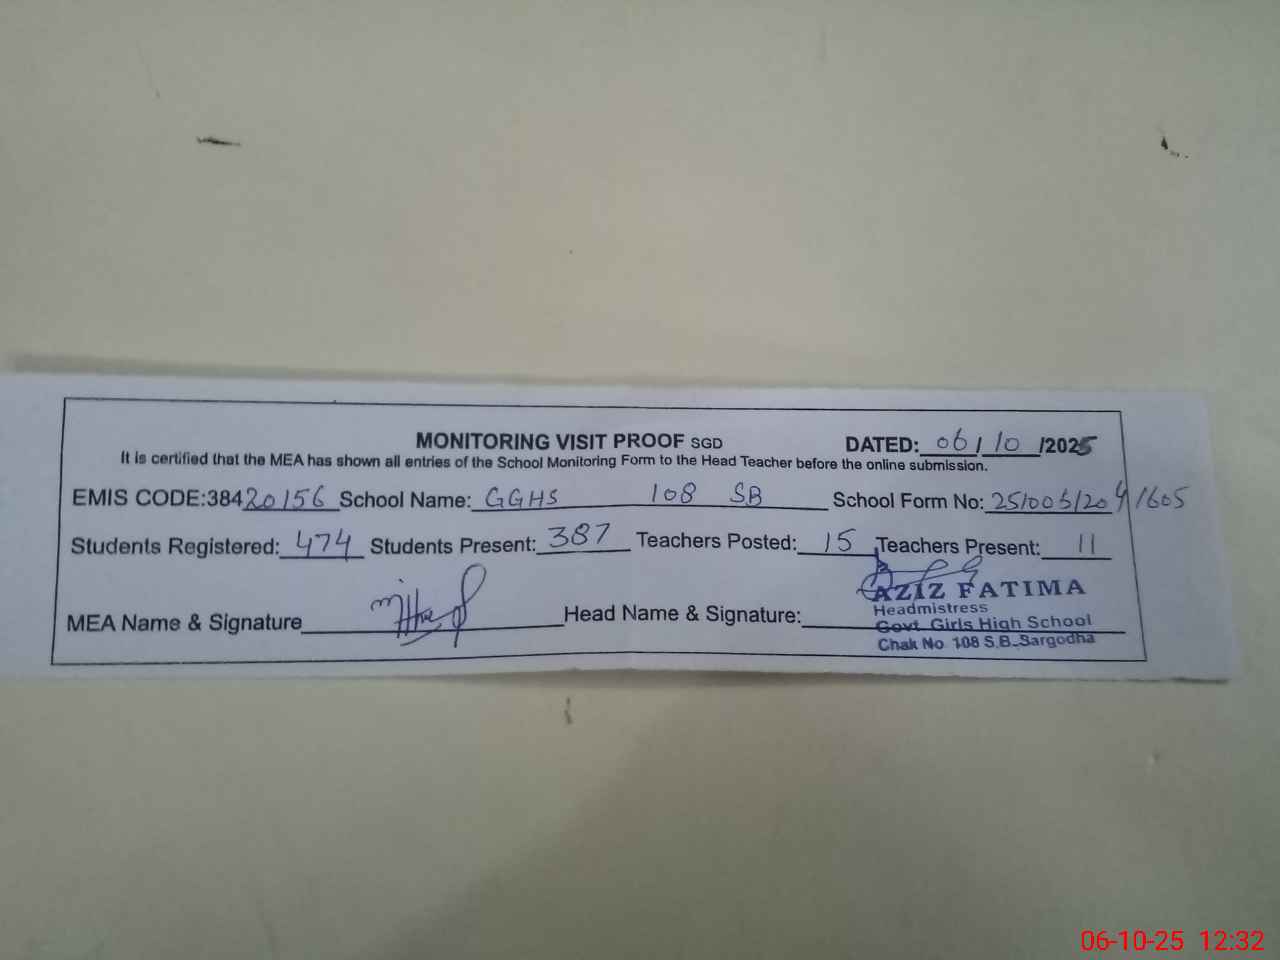 MONITORING VISIT PROOF SGD DATED: 06/10/2025
It is certified that the MEA has shown all entries of the School Monitoring Form to the Head Teacher before the online submission.
EMIS CODE:38420156 School Name: GGHS 108 SB School Form No: 251006/204/1605
Students Registered: 474 Students Present: 387 Teachers Posted: 15 Teachers Present: 11
MEA Name & Signature Head Name & Signature:
AZIZ FATIMA
Headmistress
Govt. Girls High School
Chak No. 108 S.B. Sargodha
06-10-25 12:32